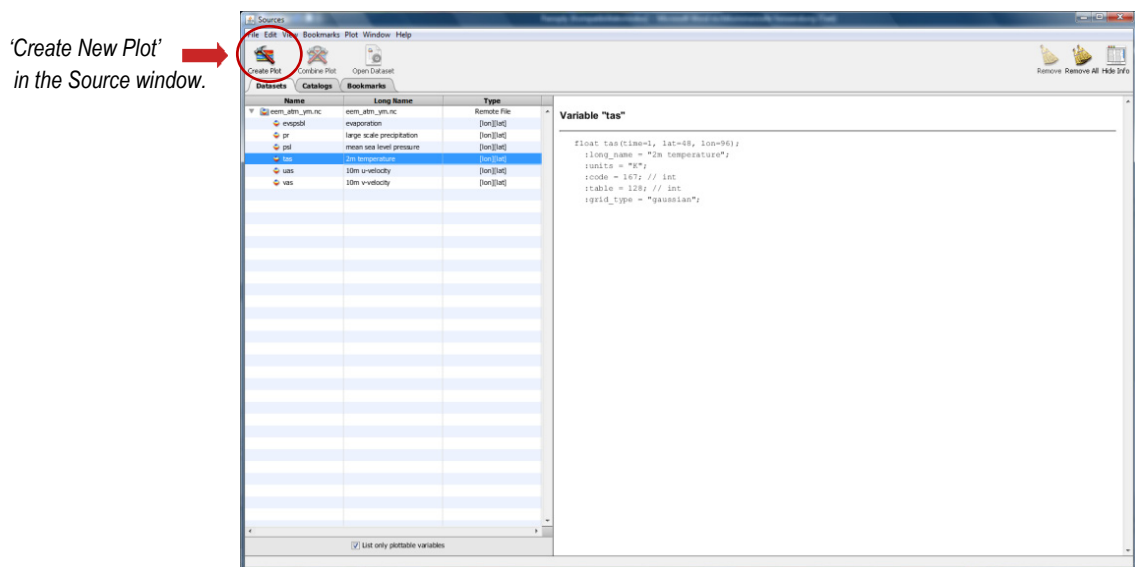 'Create New Plot'
in the Source window.
Sources
File Edit View Bookmarks Plot Window Help
Create Plot Combine Plot Open Dataset
Remove Remove All Hide Info
Datasets Catalogs Bookmarks
Name Long Name Type
eem_atm_ym.nc eem_atm_ym.nc Remote File
evspsbl evaporation [lon][lat]
pr large scale precipitation [lon][lat]
psl mean sea level pressure [lon][lat]
tas 2m temperature [lon][lat]
uas 10m u-velocity [lon][lat]
vas 10m v-velocity [lon][lat]
List only plottable variables
Variable "tas"
float tas(time=1, lat=48, lon=96);
:long_name = "2m temperature";
:units = "K";
:code = 167; // int
:table = 128; // int
:grid_type = "gaussian";